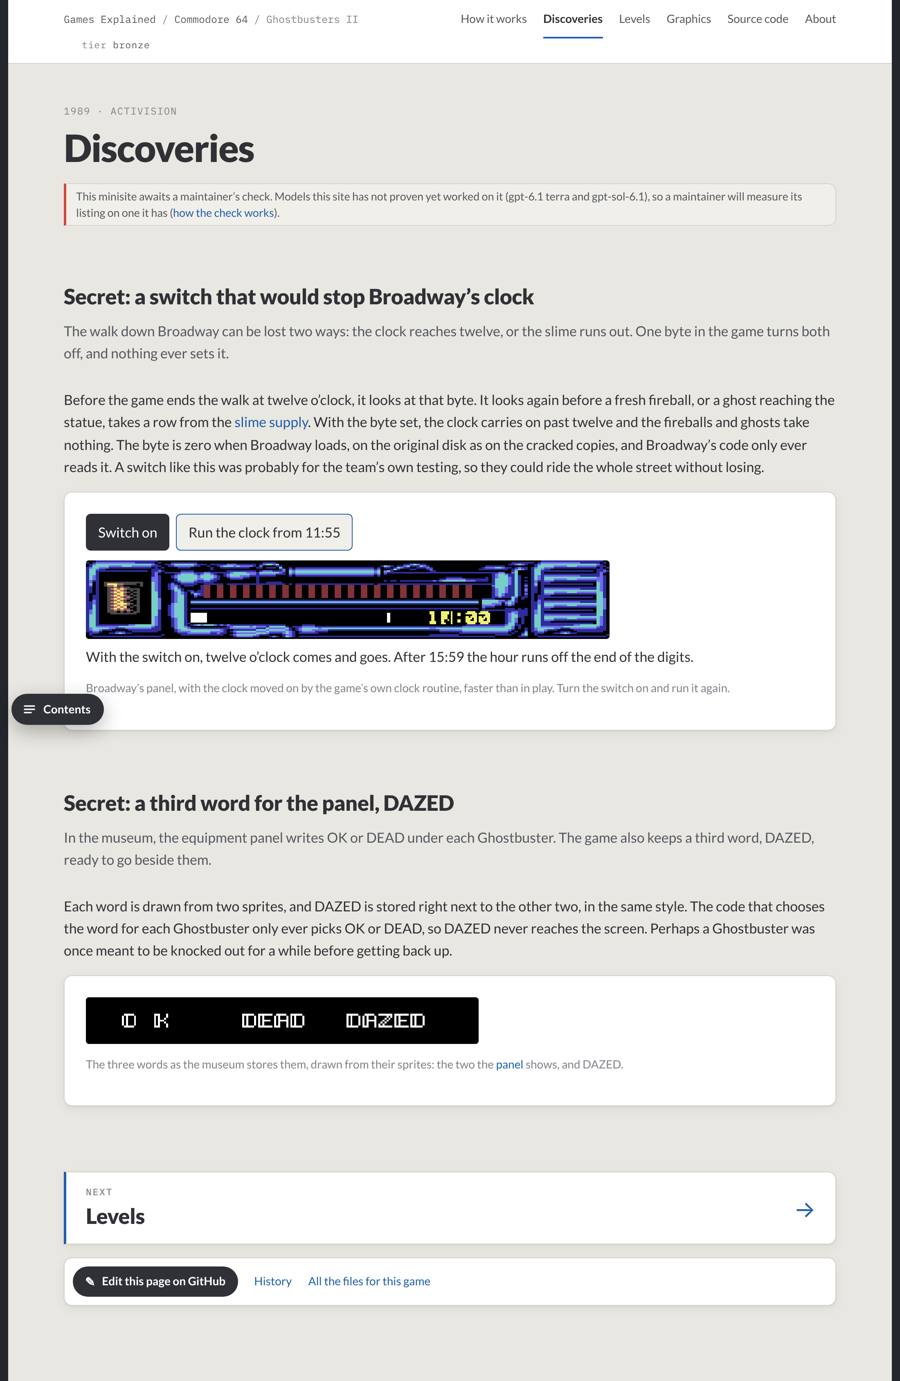 Games Explained / Commodore 64 / Ghostbusters II
tier bronze
How it works
Discoveries
Levels
Graphics
Source code
About
1989 · ACTIVISION
Discoveries
This minisite awaits a maintainer's check. Models this site has not proven yet worked on it (gpt-6.1 terra and gpt-sol-6.1), so a maintainer will measure its
listing on one it has (how the check works).
Secret: a switch that would stop Broadway’s clock
The walk down Broadway can be lost two ways: the clock reaches twelve, or the slime runs out. One byte in the game turns both
off, and nothing ever sets it.
Before the game ends the walk at twelve o’clock, it looks at that byte. It looks again before a fresh fireball, or a ghost reaching the
statue, takes a row from the slime supply. With the byte set, the clock carries on past twelve and the fireballs and ghosts take
nothing. The byte is zero when Broadway loads, on the original disk as on the cracked copies, and Broadway’s code only ever
reads it. A switch like this was probably for the team’s own testing, so they could ride the whole street without losing.
Switch on
Run the clock from 11:55
With the switch on, twelve o’clock comes and goes. After 15:59 the hour runs off the end of the digits.
Broadway’s panel, with the clock moved on by the game’s own clock routine, faster than in play. Turn the switch on and run it again.
Contents
Secret: a third word for the panel, DAZED
In the museum, the equipment panel writes OK or DEAD under each Ghostbuster. The game also keeps a third word, DAZED,
ready to go beside them.
Each word is drawn from two sprites, and DAZED is stored right next to the other two, in the same style. The code that chooses
the word for each Ghostbuster only ever picks OK or DEAD, so DAZED never reaches the screen. Perhaps a Ghostbuster was
once meant to be knocked out for a while before getting back up.
O K DEAD DAZED
The three words as the museum stores them, drawn from their sprites: the two the panel shows, and DAZED.
NEXT
Levels
✎ Edit this page on GitHub
History
All the files for this game